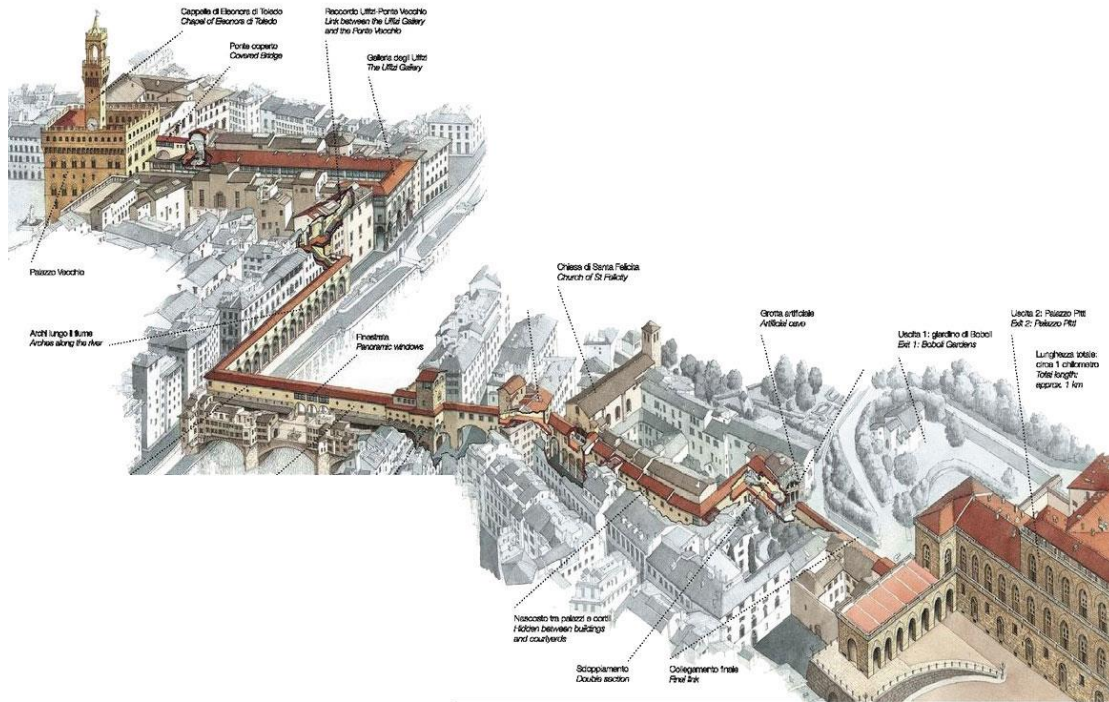 Cappella di Eleonora di Toledo
Chapel of Eleonora di Toledo
Raccordo Uffizi-Ponte Vecchio
Link between the Uffizi Gallery
and the Ponte Vecchio
Ponte coperto
Covered Bridge
Galleria degli Uffizi
The Uffizi Gallery
Palazzo Vecchio
Archi lungo il fiume
Arches along the river
Finestrate
Panoramic windows
Chiesa di Santa Felicita
Church of St Felicity
Grotta artificiale
Artificial cave
Uscita 1: giardino di Boboli
Exit 1: Boboli Gardens
Uscita 2: Palazzo Pitti
Exit 2: Palazzo Pitti
Lunghezza totale:
circa 1 chilometro
Total length:
approx. 1 km
Nascosto tra palazzi e cortili
Hidden between buildings
and courtyards
Sdoppiamento
Double section
Collegamento finale
Final link